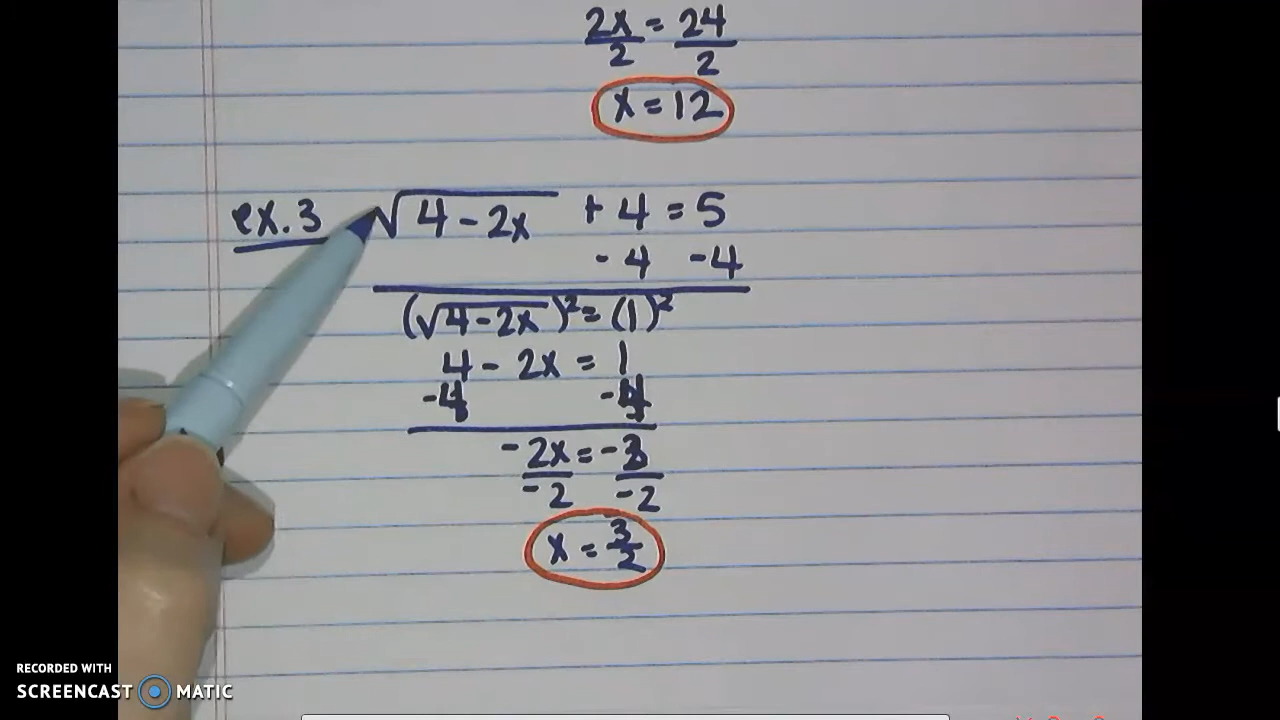 2x = 24
2 2
x = 12
ex. 3 √4 - 2x + 4 = 5
- 4 -4
(√4 - 2x)² = (1)²
4 - 2x = 1
-4 -4
-2x = -3
-2 -2
x = 3/2
RECORDED WITH
SCREENCAST MATIC